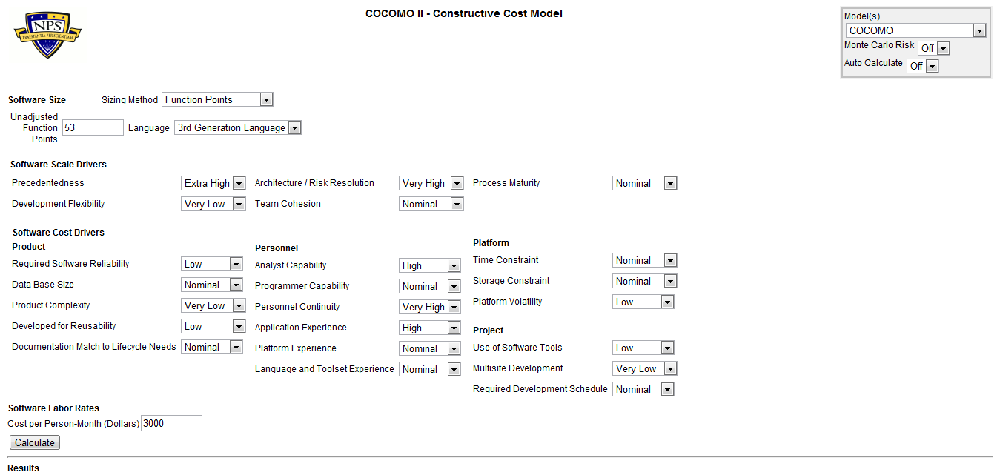 COCOMO II - Constructive Cost Model
NPS
PRAESTANTIA PER SCIENTIAM
Model(s)
COCOMO
Monte Carlo Risk Off
Auto Calculate Off
Software Size Sizing Method Function Points
Unadjusted
Function 53 Language 3rd Generation Language
Points
Software Scale Drivers
Precedentedness Extra High Architecture / Risk Resolution Very High Process Maturity Nominal
Development Flexibility Very Low Team Cohesion Nominal
Software Cost Drivers
Product
Required Software Reliability Low
Data Base Size Nominal
Product Complexity Very Low
Developed for Reusability Low
Documentation Match to Lifecycle Needs Nominal
Personnel
Analyst Capability High
Programmer Capability Nominal
Personnel Continuity Very High
Application Experience High
Platform Experience Nominal
Language and Toolset Experience Nominal
Platform
Time Constraint Nominal
Storage Constraint Nominal
Platform Volatility Low
Project
Use of Software Tools Low
Multisite Development Very Low
Required Development Schedule Nominal
Software Labor Rates
Cost per Person-Month (Dollars) 3000
Calculate
Results